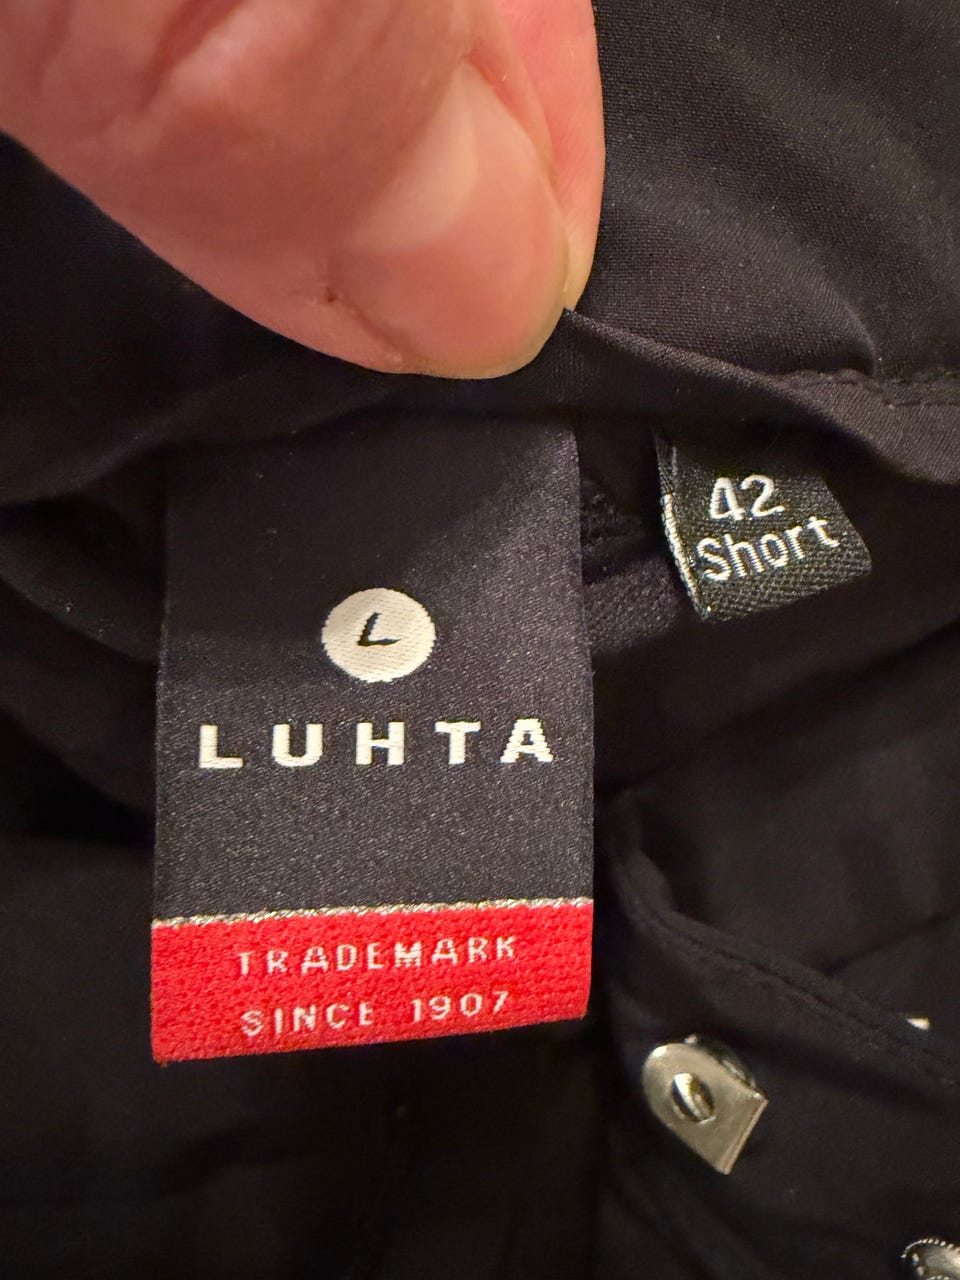 L
LUHTA
TRADEMARK
SINCE 1907
42
Short